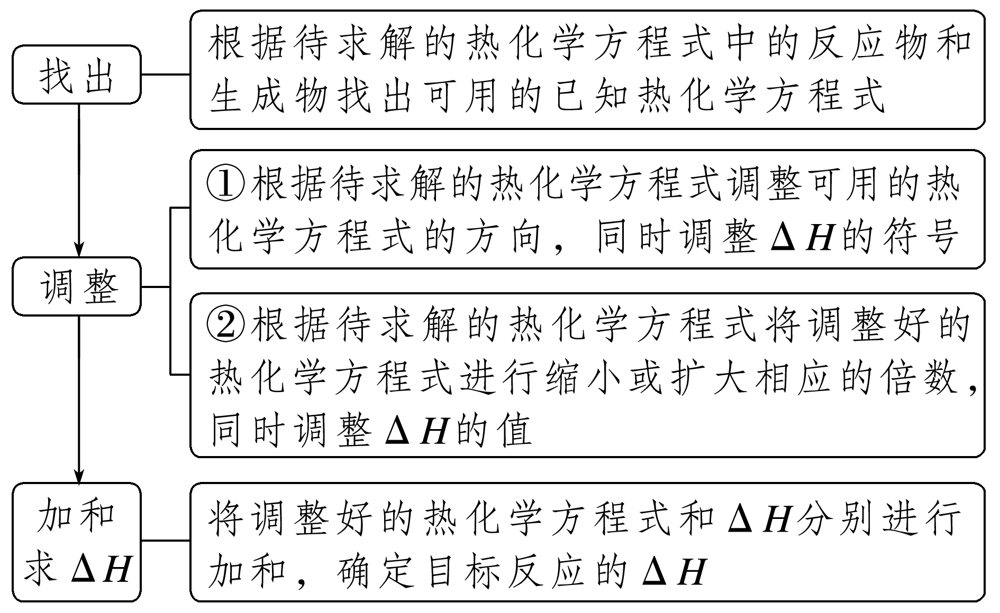 找出
根据待求解的热化学方程式中的反应物和
生成物找出可用的已知热化学方程式
调整
①根据待求解的热化学方程式调整可用的热
化学方程式的方向，同时调整ΔH的符号
②根据待求解的热化学方程式将调整好的
热化学方程式进行缩小或扩大相应的倍数，
同时调整ΔH的值
加和
求ΔH
将调整好的热化学方程式和ΔH分别进行
加和，确定目标反应的ΔH